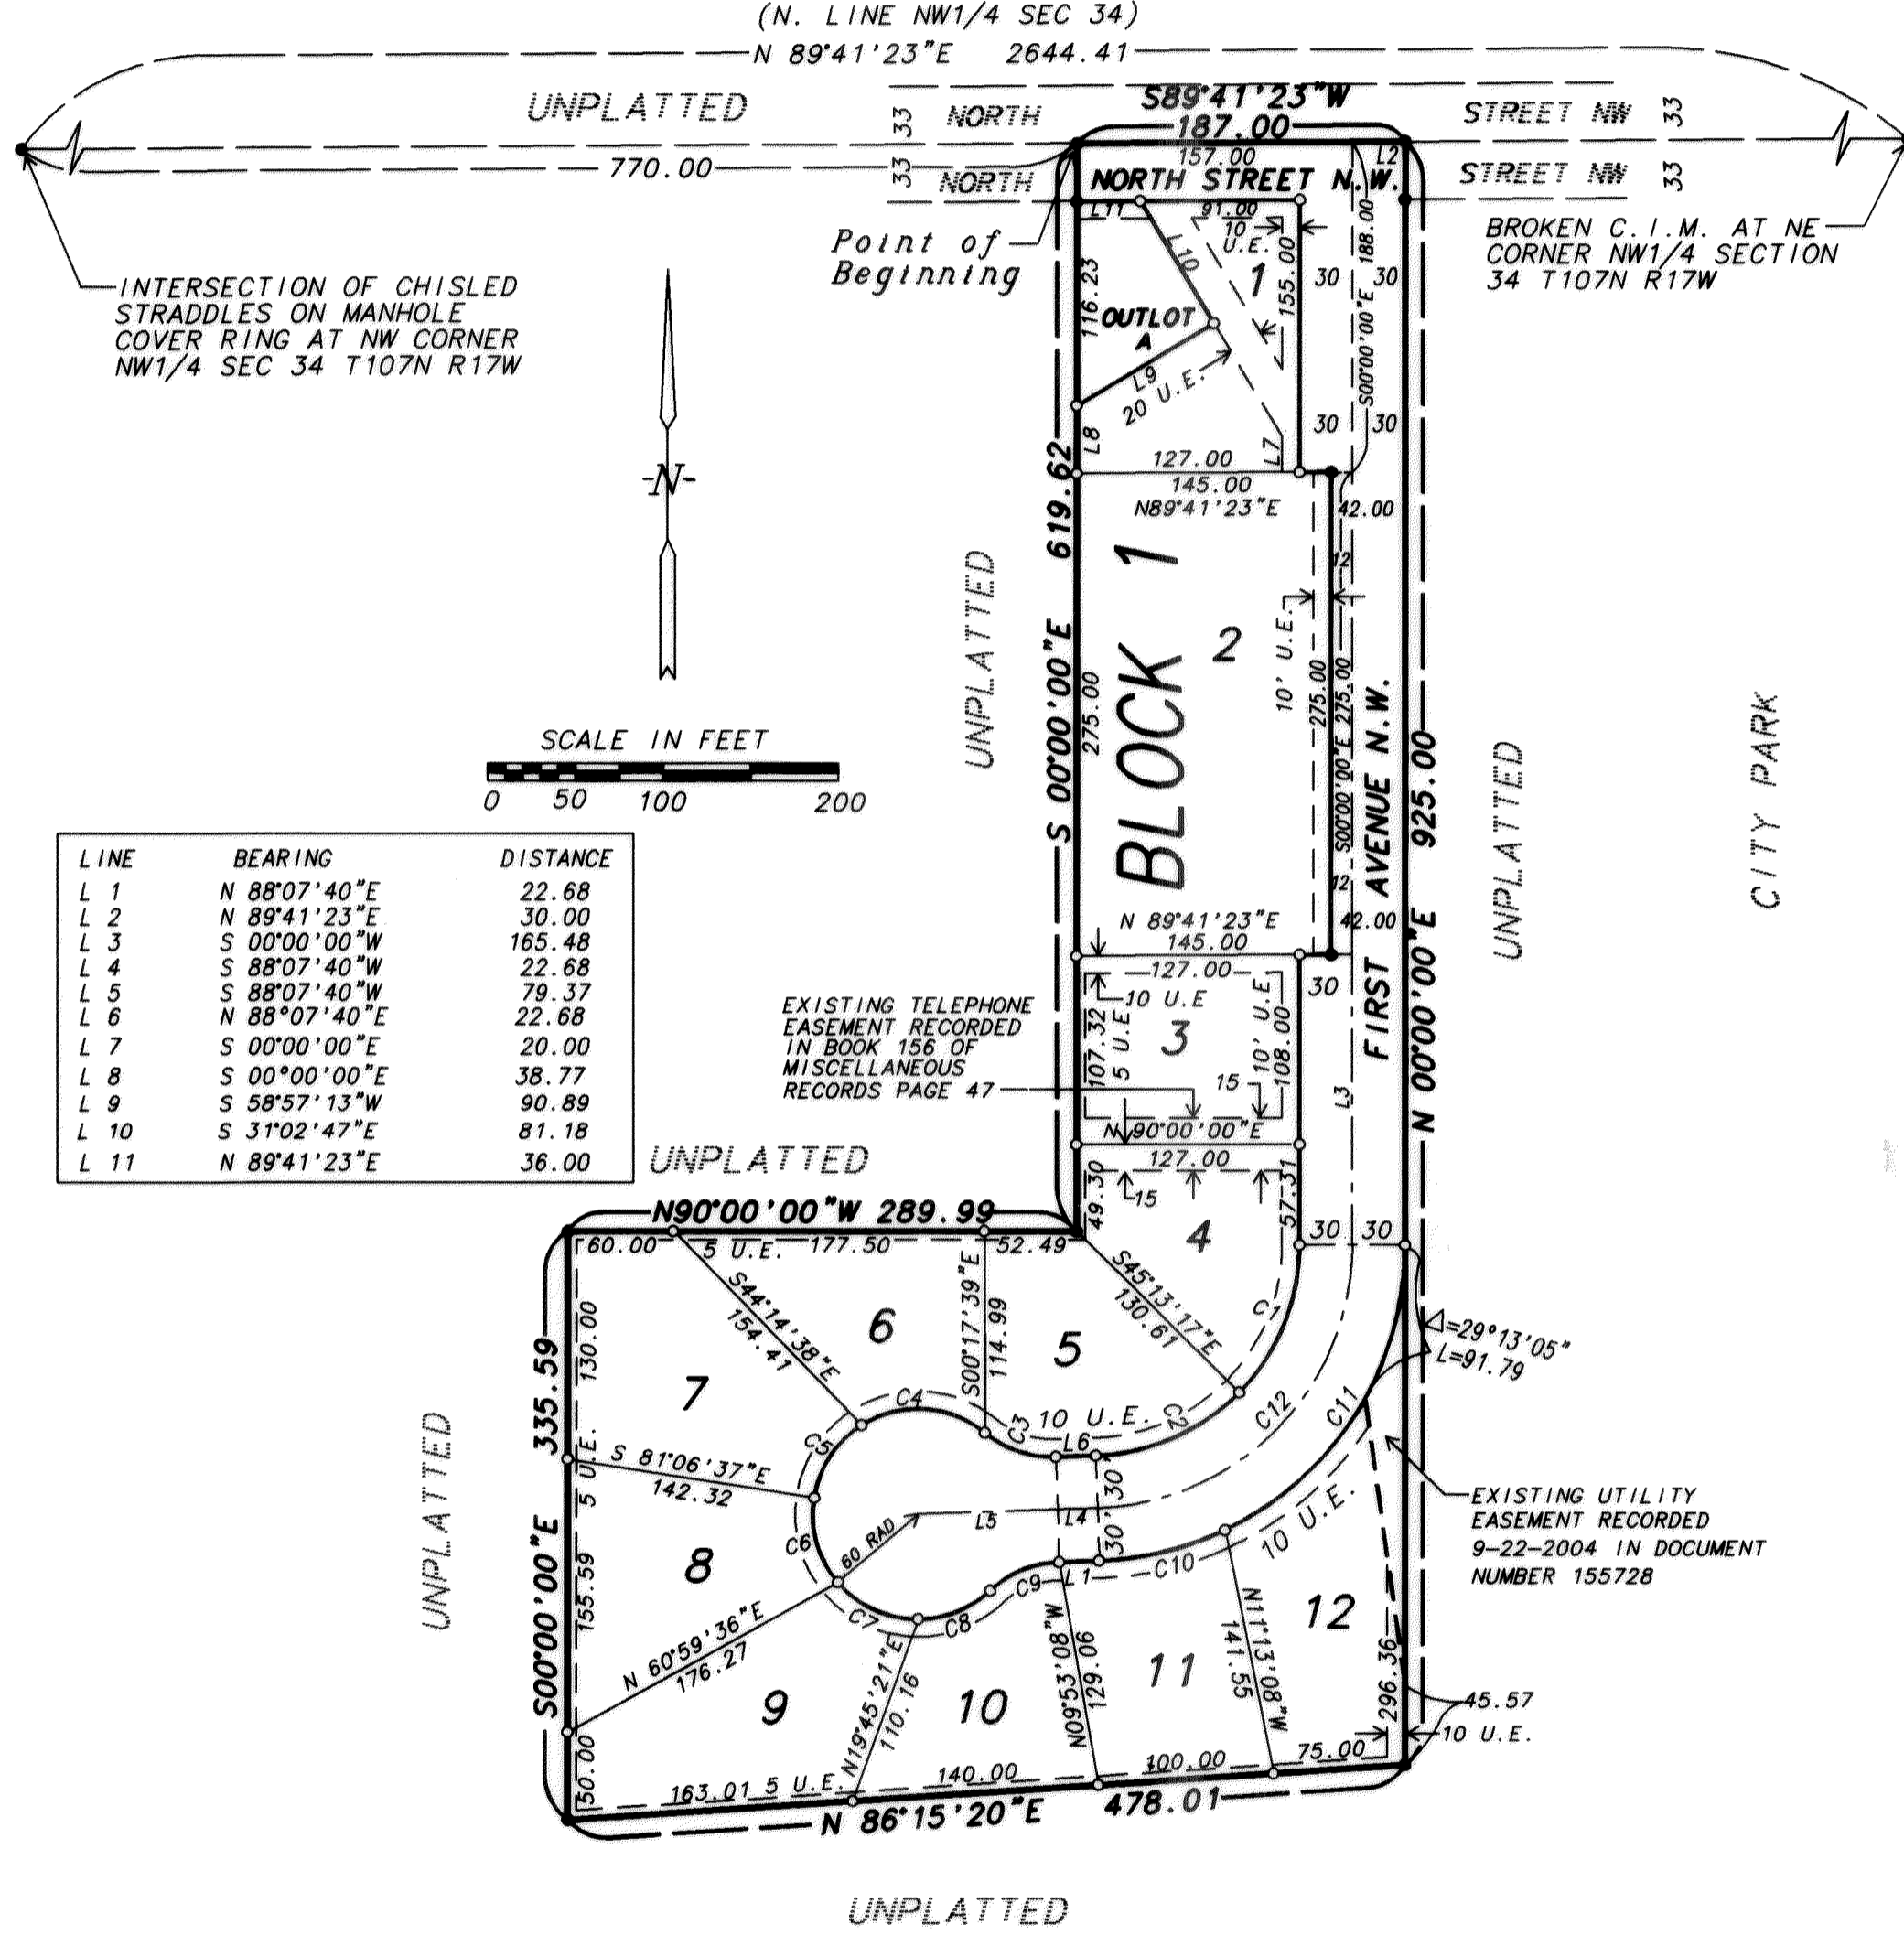 (N. LINE NW1/4 SEC 34)
N 89°41'23"E 2644.41
UNPLATTED
33
NORTH
S89°41'23"W
187.00
STREET NW
33
770.00
33
NORTH
157.00
L2
NORTH STREET N.W.
STREET NW
33
L11
91.00
10
U.E.
Point of
Beginning
BROKEN C.I.M. AT NE
CORNER NW1/4 SECTION
34 T107N R17W
INTERSECTION OF CHISLED
STRADDLES ON MANHOLE
COVER RING AT NW CORNER
NW1/4 SEC 34 T107N R17W
116.23
L10
1
155.00
30
30
S00°00'00"E 188.00
OUTLOT
A
L9
20 U.E.
L8
L7
30
30
127.00
145.00
N89°41'23"E
42.00
-N-
S 00°00'00"E 619.62
UNPLATTED
275.00
BLOCK 1
2
12
10' U.E.
275.00
S00°00'00"E 275.00
12
FIRST AVENUE N.W.
N 00°00'00"E 925.00
UNPLATTED
CITY PARK
SCALE IN FEET
0 50 100 200
LINE BEARING DISTANCE
L 1 N 88°07'40"E 22.68
L 2 N 89°41'23"E 30.00
L 3 S 00°00'00"W 165.48
L 4 S 88°07'40"W 22.68
L 5 S 88°07'40"W 79.37
L 6 N 88°07'40"E 22.68
L 7 S 00°00'00"E 20.00
L 8 S 00°00'00"E 38.77
L 9 S 58°57'13"W 90.89
L 10 S 31°02'47"E 81.18
L 11 N 89°41'23"E 36.00
N 89°41'23"E
145.00
42.00
127.00
30
10 U.E
EXISTING TELEPHONE
EASEMENT RECORDED
IN BOOK 156 OF
MISCELLANEOUS
RECORDS PAGE 47
107.32
5 U.E.
3
10' U.E.
108.00
15
L3
N 90°00'00"E
127.00
UNPLATTED
49.30
15
57.31
4
30
30
N90°00'00"W 289.99
60.00
5 U.E.
177.50
52.49
S44°14'38"E
154.41
6
S00°17'39"E
114.99
5
S45°13'17"E
130.61
C1
Δ=29°13'05"
L=91.79
S00°00'00"E 335.59
130.00
7
C4
C3
10 U.E.
C2
C12
C11
C5
L6
UNPLATTED
5 U.E.
S 81°06'37"E
142.32
30'
30'
L5
L4
60 RAD
C6
8
155.59
10 U.E.
EXISTING UTILITY
EASEMENT RECORDED
9-22-2004 IN DOCUMENT
NUMBER 155728
C7
C8
C9
L1
C10
N 60°59'36"E
176.27
9
N19°45'21"E
110.16
10
N09°53'08"W
129.06
11
N11°13'08"W
141.55
12
296.36
45.57
10 U.E.
50.00
163.01
5 U.E.
140.00
100.00
75.00
N 86°15'20"E 478.01
UNPLATTED